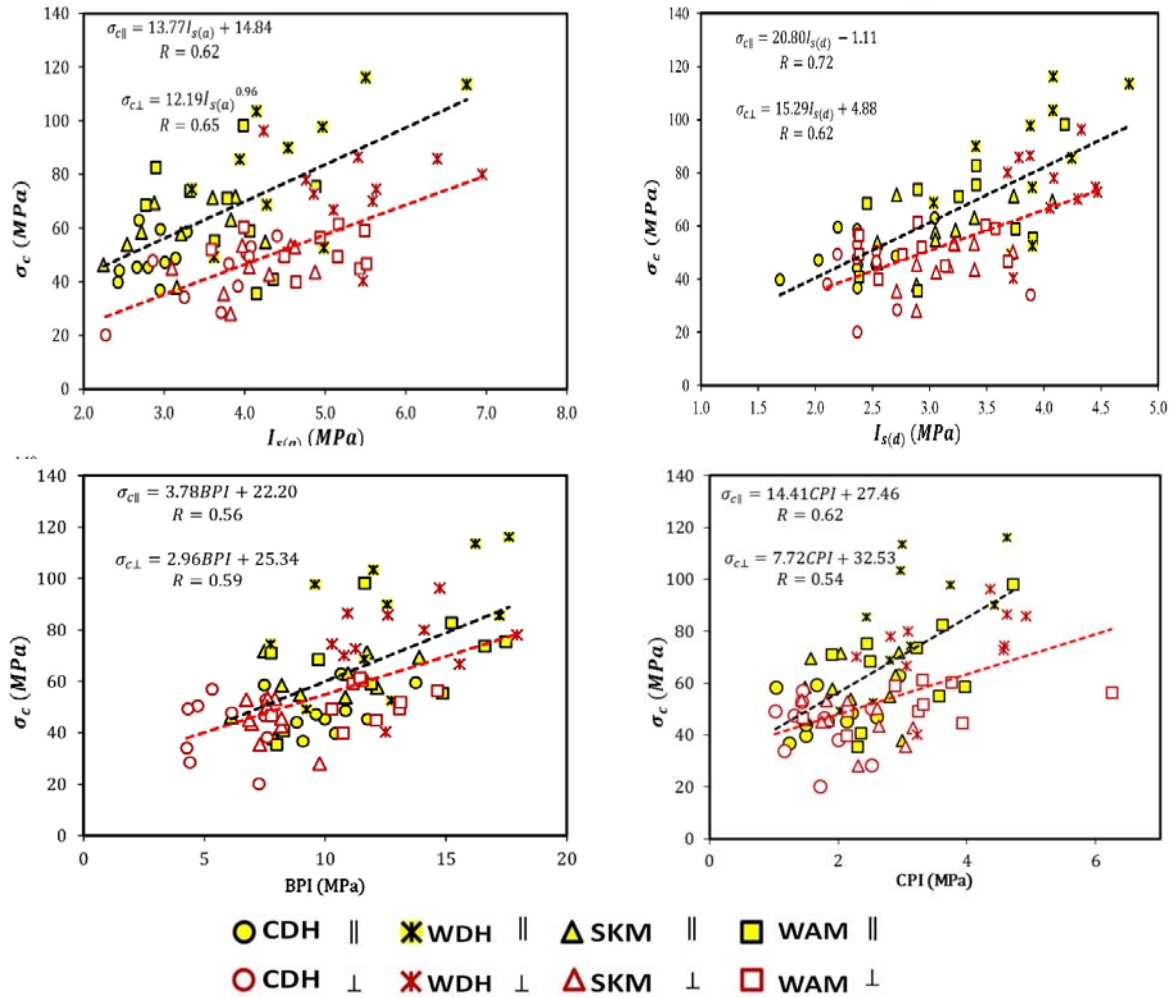 140
σc∥ = 13.77Is(a) + 14.84
R = 0.62
120
100
σc⊥ = 12.19Is(a)^0.96
R = 0.65
80
60
40
20
0
σc (MPa)
2.0 3.0 4.0 5.0 6.0 7.0 8.0
Is(a) (MPa)
140
σc∥ = 20.80Is(d) − 1.11
R = 0.72
120
100
σc⊥ = 15.29Is(d) + 4.88
R = 0.62
80
60
40
20
0
σc (MPa)
1.0 1.5 2.0 2.5 3.0 3.5 4.0 4.5 5.0
Is(d) (MPa)
140
σc∥ = 3.78BPI + 22.20
R = 0.56
120
σc⊥ = 2.96BPI + 25.34
R = 0.59
100
80
60
40
20
0
σc (MPa)
0 5 10 15 20
BPI (MPa)
140
σc∥ = 14.41CPI + 27.46
R = 0.62
120
σc⊥ = 7.72CPI + 32.53
R = 0.54
100
80
60
40
20
0
σc (MPa)
0 2 4 6
CPI (MPa)
CDH ∥ WDH ∥ SKM ∥ WAM ∥
CDH ⊥ WDH ⊥ SKM ⊥ WAM ⊥